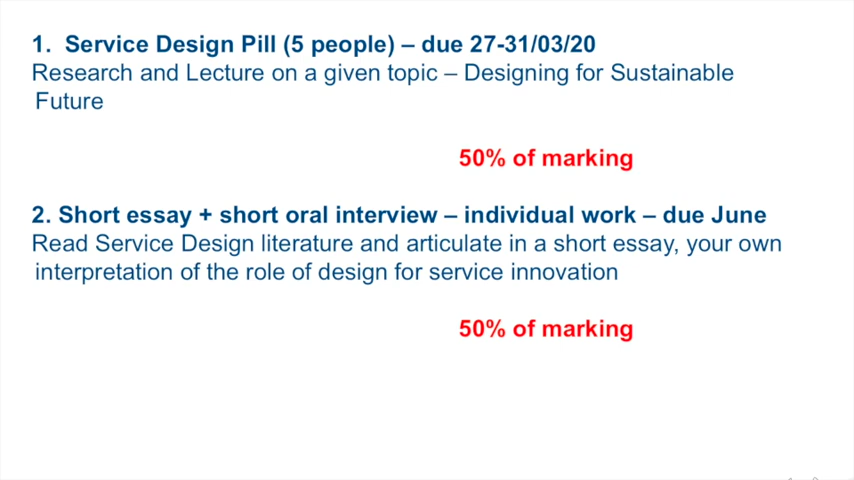 1. Service Design Pill (5 people) – due 27-31/03/20
Research and Lecture on a given topic – Designing for Sustainable
Future
50% of marking
2. Short essay + short oral interview – individual work – due June
Read Service Design literature and articulate in a short essay, your own
interpretation of the role of design for service innovation
50% of marking